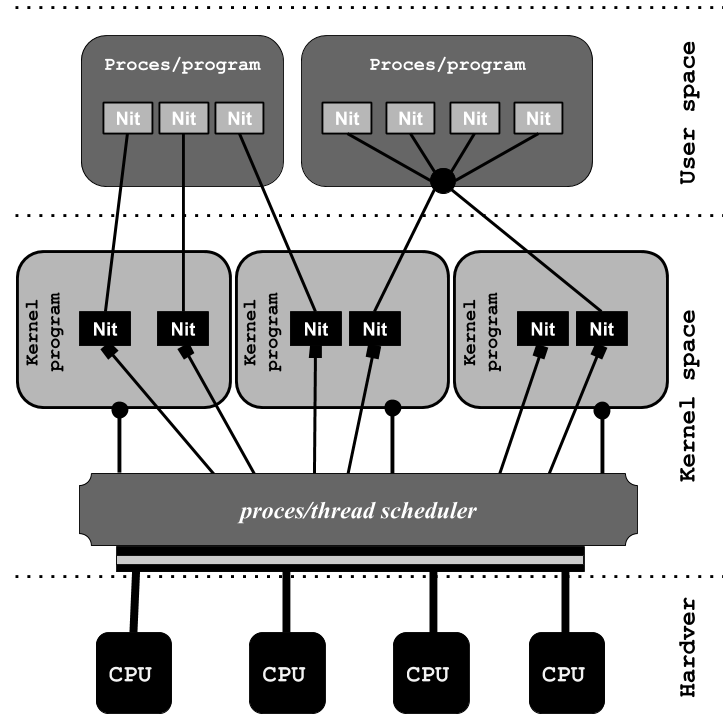 Proces/program
Nit Nit Nit
Proces/program
Nit Nit Nit Nit
User space
Kernel
program
Nit Nit
Kernel
program
Nit Nit
Kernel
program
Nit Nit
Kernel space
proces/thread scheduler
CPU CPU CPU CPU
Hardver